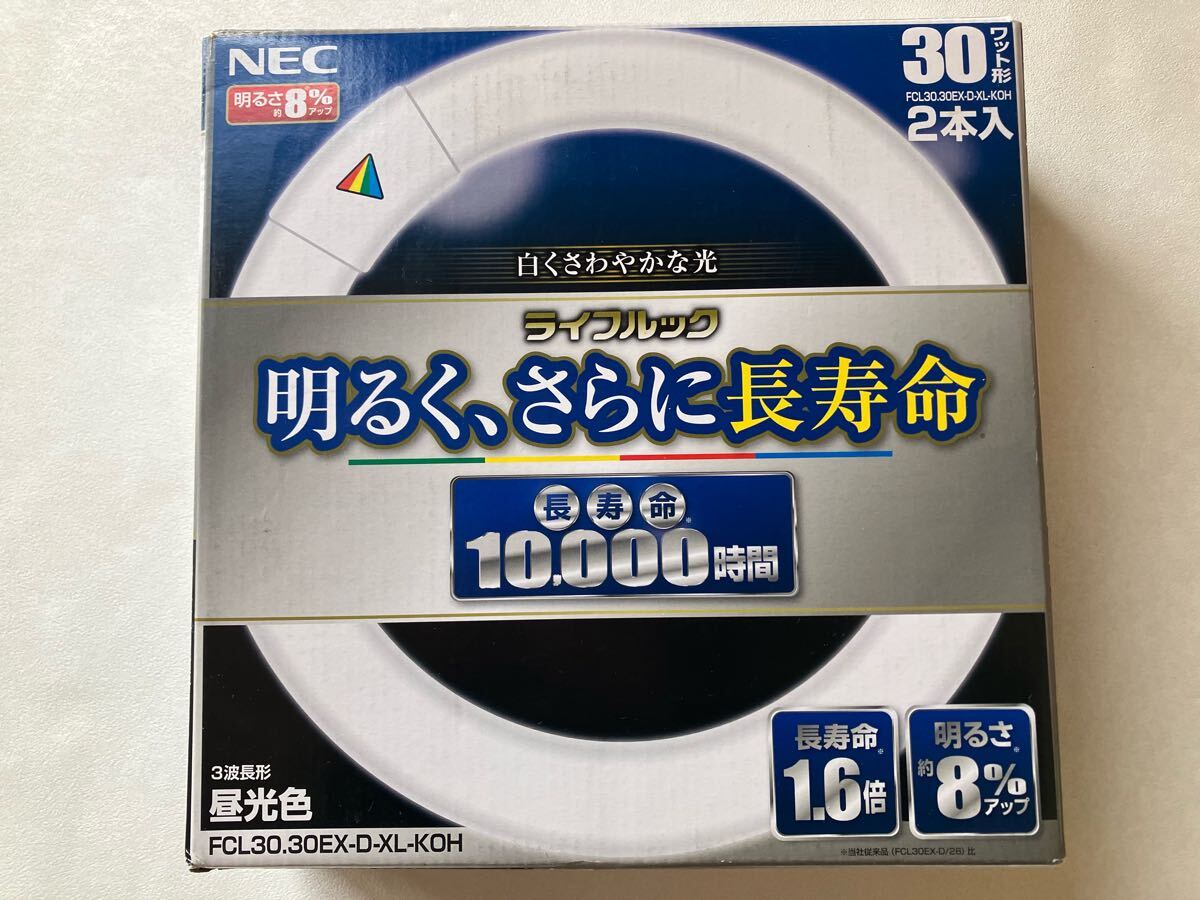 NEC
明るさ
約8%アップ
30ワット形
FCL30.30EX-D-XL-KOH
2本入
白くさわやかな光
ライフルック
明るく、さらに長寿命
長寿命
10,000時間※
長寿命※
1.6倍
明るさ※
約8%アップ
3波長形
昼光色
FCL30.30EX-D-XL-KOH
※当社従来品(FCL30EX-D/28)比